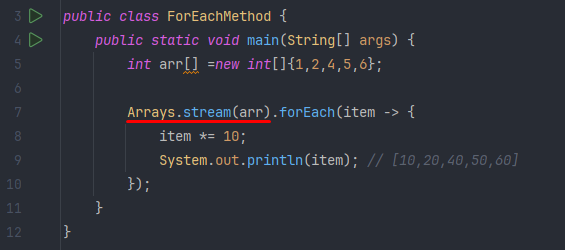 3 public class ForEachMethod {
4 public static void main(String[] args) {
5 int arr[] =new int[]{1,2,4,5,6};
6
7 Arrays.stream(arr).forEach(item -> {
8 item *= 10;
9 System.out.println(item); // [10,20,40,50,60]
10 });
11 }
12 }